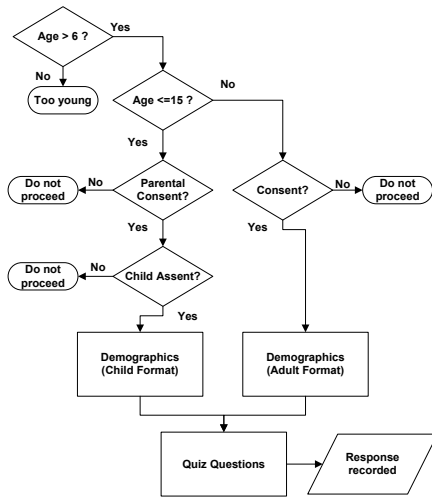 Age > 6 ?
Yes
No
Too young
Age <=15 ?
No
Yes
Do not
proceed
No
Parental
Consent?
Consent?
No
Do not
proceed
Yes
Yes
Do not
proceed
No
Child Assent?
Yes
Demographics
(Child Format)
Demographics
(Adult Format)
Quiz Questions
Response
recorded